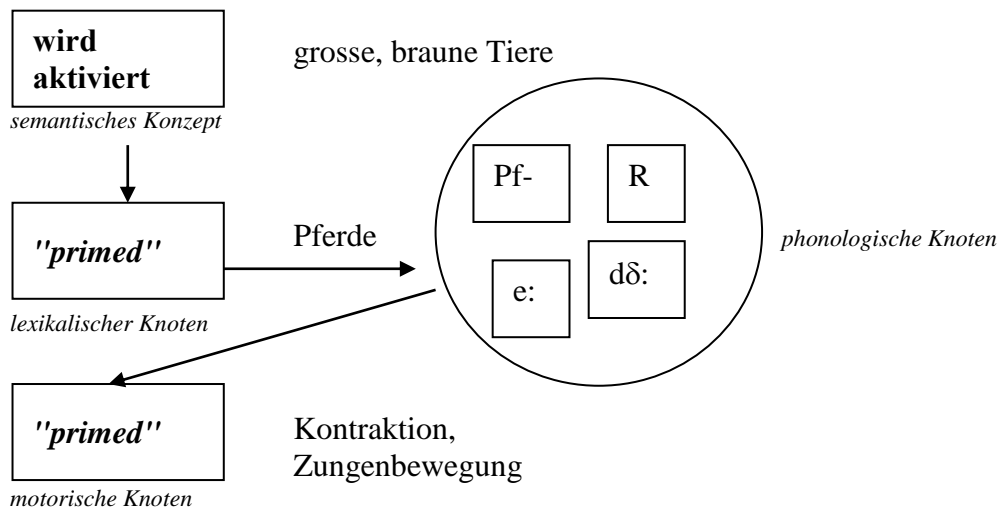 wird
aktiviert
grosse, braune Tiere
semantisches Konzept
Pf-
R
"primed"
Pferde
phonologische Knoten
e:
dδ:
lexikalischer Knoten
"primed"
Kontraktion,
Zungenbewegung
motorische Knoten